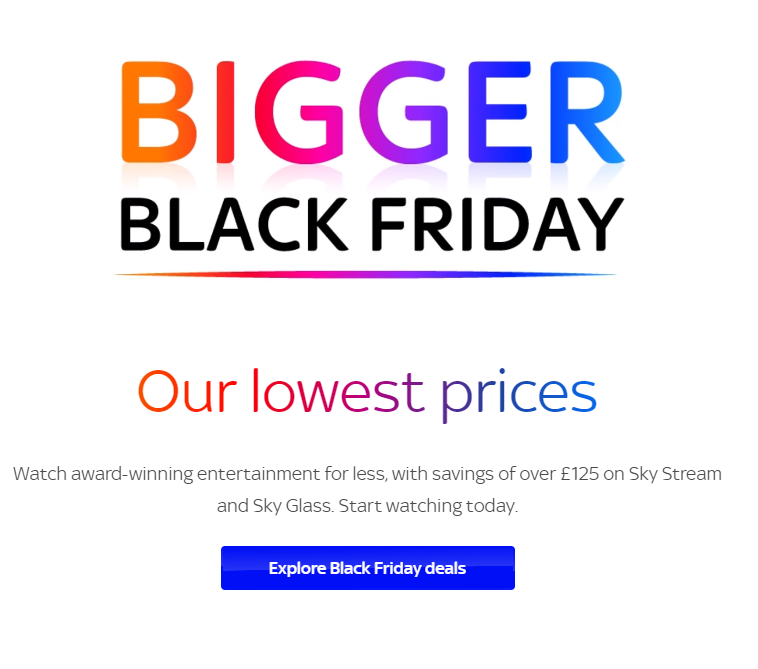 BIGGER
BLACK FRIDAY
Our lowest prices
Watch award-winning entertainment for less, with savings of over £125 on Sky Stream
and Sky Glass. Start watching today.
Explore Black Friday deals